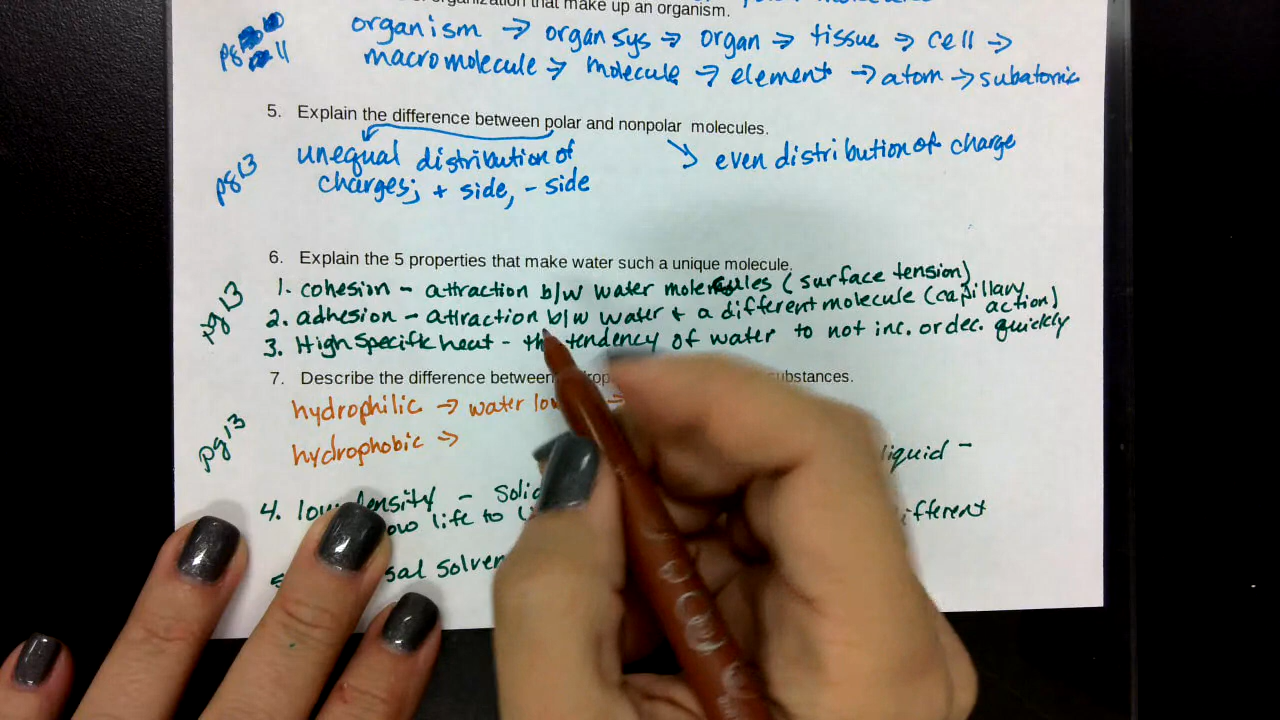 organization that make up an organism.
organism → organ sys → organ → tissue → cell →
pg 11
macromolecule → molecule → element → atom → subatomic
5. Explain the difference between polar and nonpolar molecules.
pg 13
unequal distribution of
charges; + side, - side
→ even distribution of charge
6. Explain the 5 properties that make water such a unique molecule.
pg 13
1. cohesion - attraction b/w water molecules (surface tension)
2. adhesion - attraction b/w water + a different molecule (capillary action)
3. High specific heat - the tendency of water to not inc. or dec. quickly
7. Describe the difference between substances.
pg 13
hydrophilic → water
hydrophobic →
4. low density - liquid -
life to different
solvent